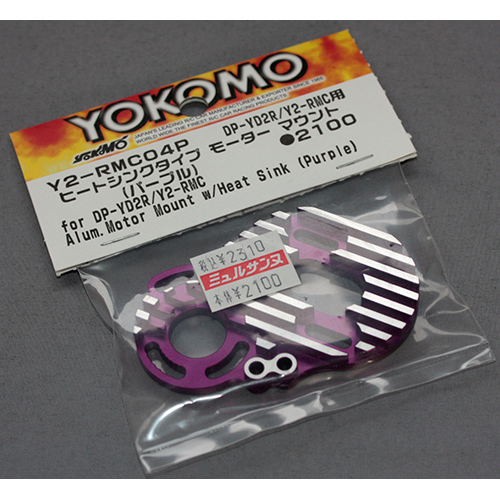 YOKOMO
JAPAN'S LEADING R/C CAR MANUFACTURER & EXPORTER SINCE 1965
WORLD WIDE THE FINEST R/C CAR RACING PRODUCTS
YOKOMO
Y2-RMC04P DP-YD2R/Y2-RMC用
ヒートシンクタイプ モーター マウント
(パープル) ●2100
for DP-YD2R/Y2-RMC
Alum.Motor Mount w/Heat Sink (Purple)
税込¥2310
ミュルサンヌ
本体¥2100